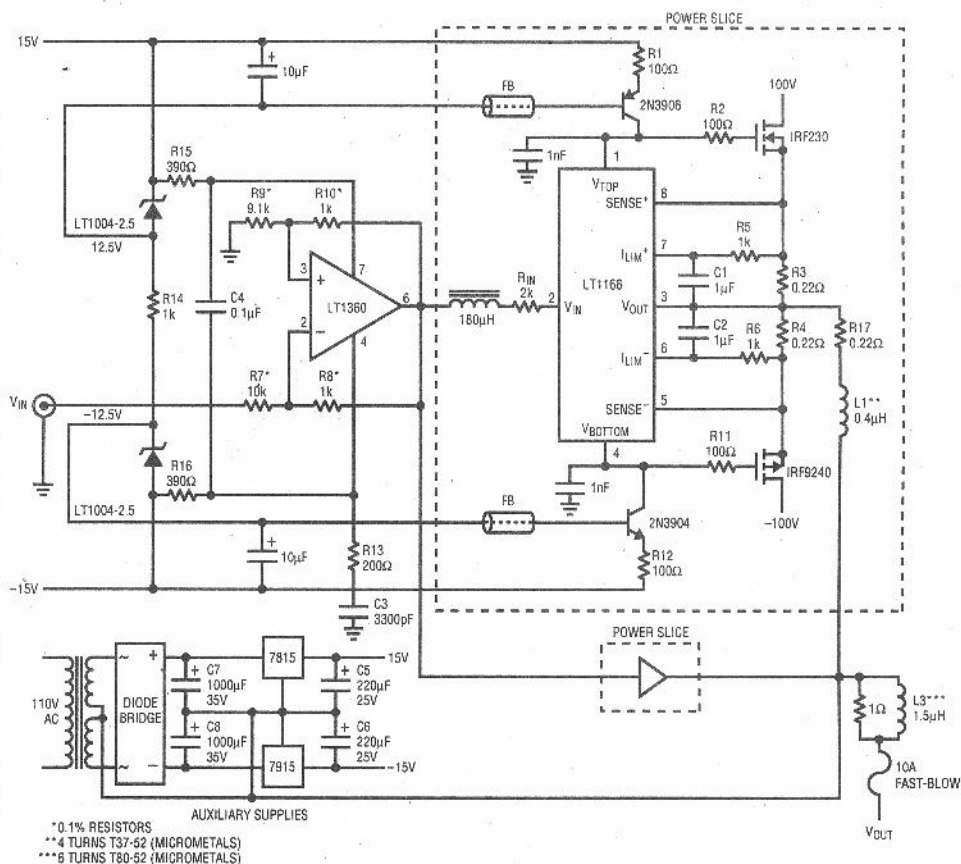 POWER SLICE
15V
10µF
+
FB
R1
100Ω
2N3906
100V
R2
100Ω
IRF230
1nF
1
R15
390Ω
R9*
9.1k
R10*
1k
VTOP
SENSE+
8
LT1004-2.5
12.5V
R5
1k
ILIM+
7
R3
0.22Ω
C1
1µF
3
+
7
LT1360
6
RIN
2k
2
VIN
LT1166
VOUT
3
R14
1k
C4
0.1µF
2
–
4
180µH
C2
1µF
R6
1k
R4
0.22Ω
R17
0.22Ω
ILIM–
6
R7*
10k
R8*
1k
VIN
–12.5V
SENSE–
5
L1**
0.4µH
VBOTTOM
4
R11
100Ω
IRF9240
R16
390Ω
1nF
–100V
LT1004-2.5
FB
2N3904
+
10µF
R13
200Ω
R12
100Ω
–15V
C3
3300pF
POWER SLICE
110V
AC
~
~
DIODE
BRIDGE
+
–
+
C7
1000µF
35V
7815
+
C5
220µF
25V
15V
+
C8
1000µF
35V
7915
+
C6
220µF
25V
–15V
1Ω
L3***
1.5µH
10A
FAST-BLOW
VOUT
AUXILIARY SUPPLIES
*0.1% RESISTORS
**4 TURNS T37-52 (MICROMETALS)
***6 TURNS T80-52 (MICROMETALS)